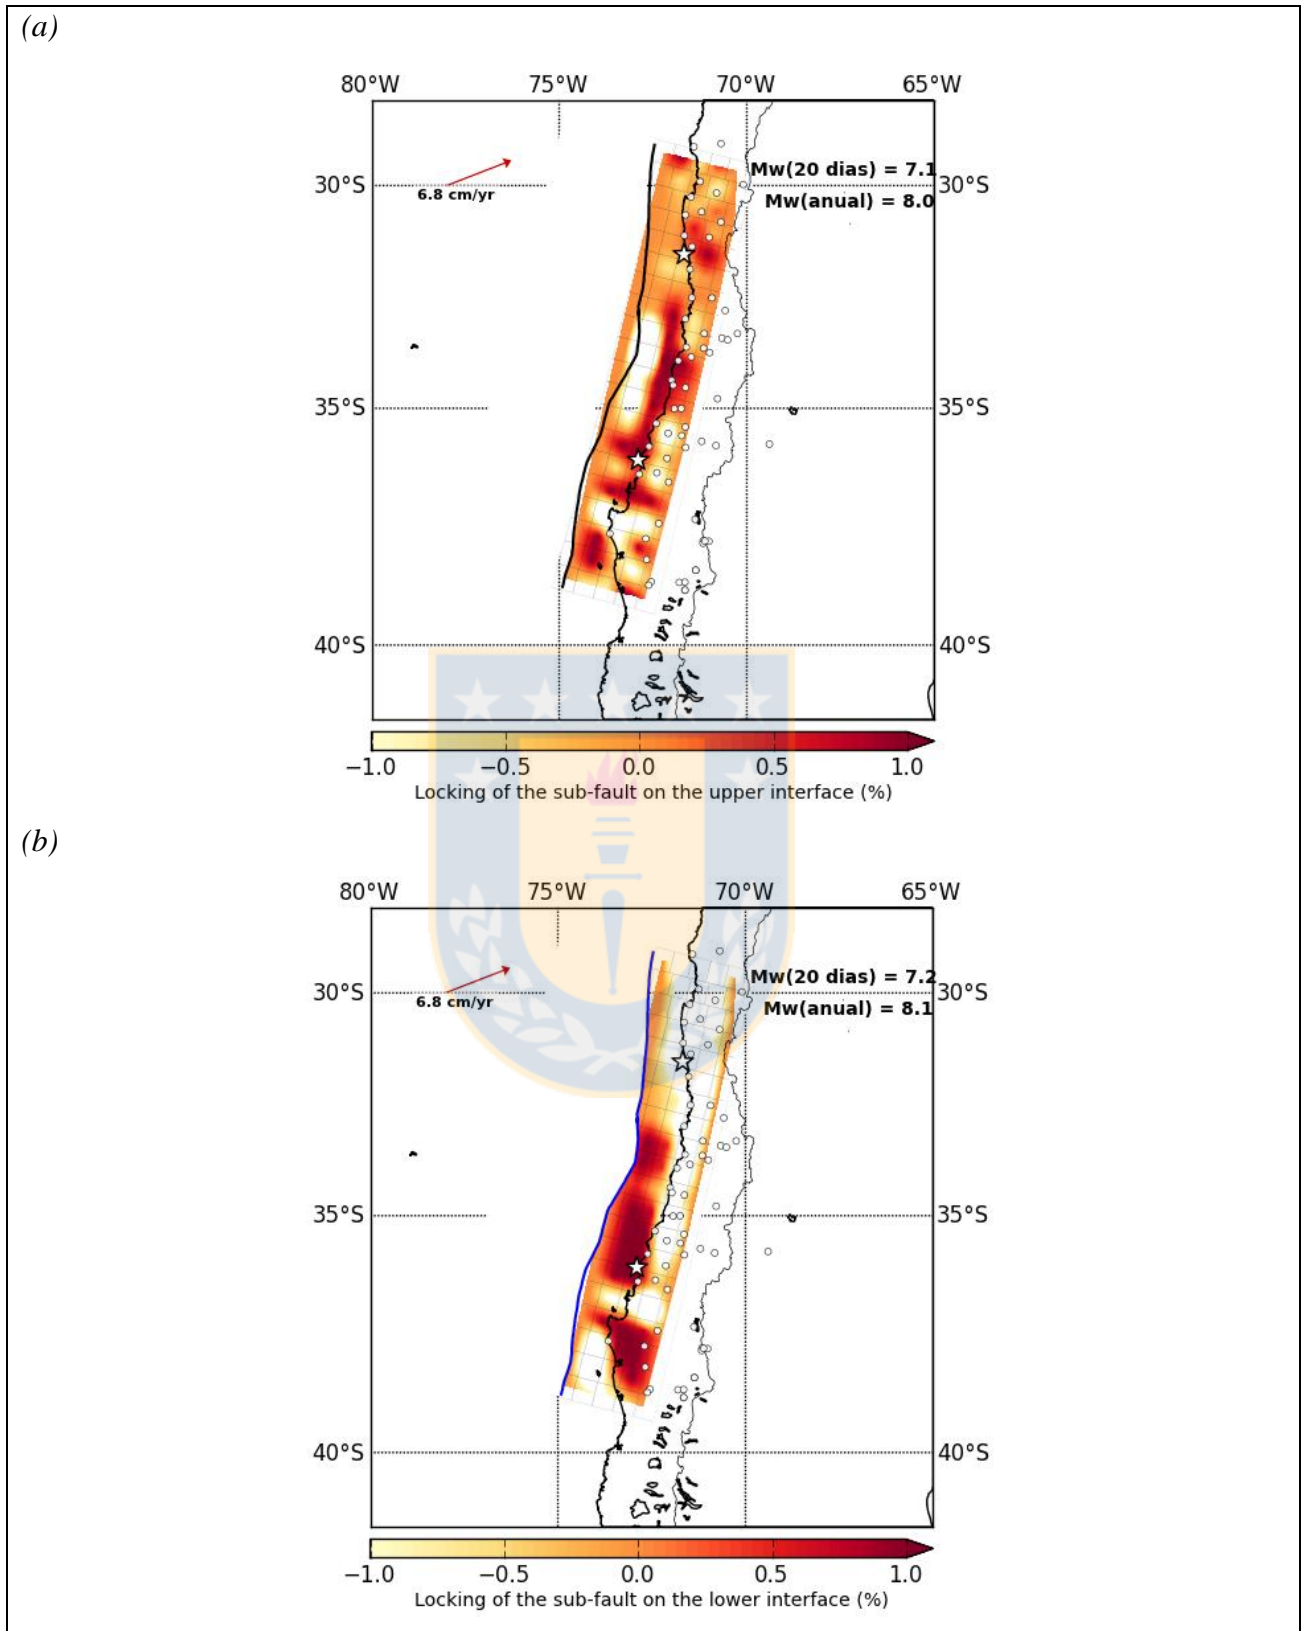 (a)
80°W 75°W 70°W 65°W
Mw(20 dias) = 7.1
30°S 30°S
6.8 cm/yr
Mw(anual) = 8.0
35°S 35°S
40°S 40°S
−1.0 −0.5 0.0 0.5 1.0
Locking of the sub-fault on the upper interface (%)
(b)
80°W 75°W 70°W 65°W
Mw(20 dias) = 7.2
30°S 30°S
6.8 cm/yr
Mw(anual) = 8.1
35°S 35°S
40°S 40°S
−1.0 −0.5 0.0 0.5 1.0
Locking of the sub-fault on the lower interface (%)